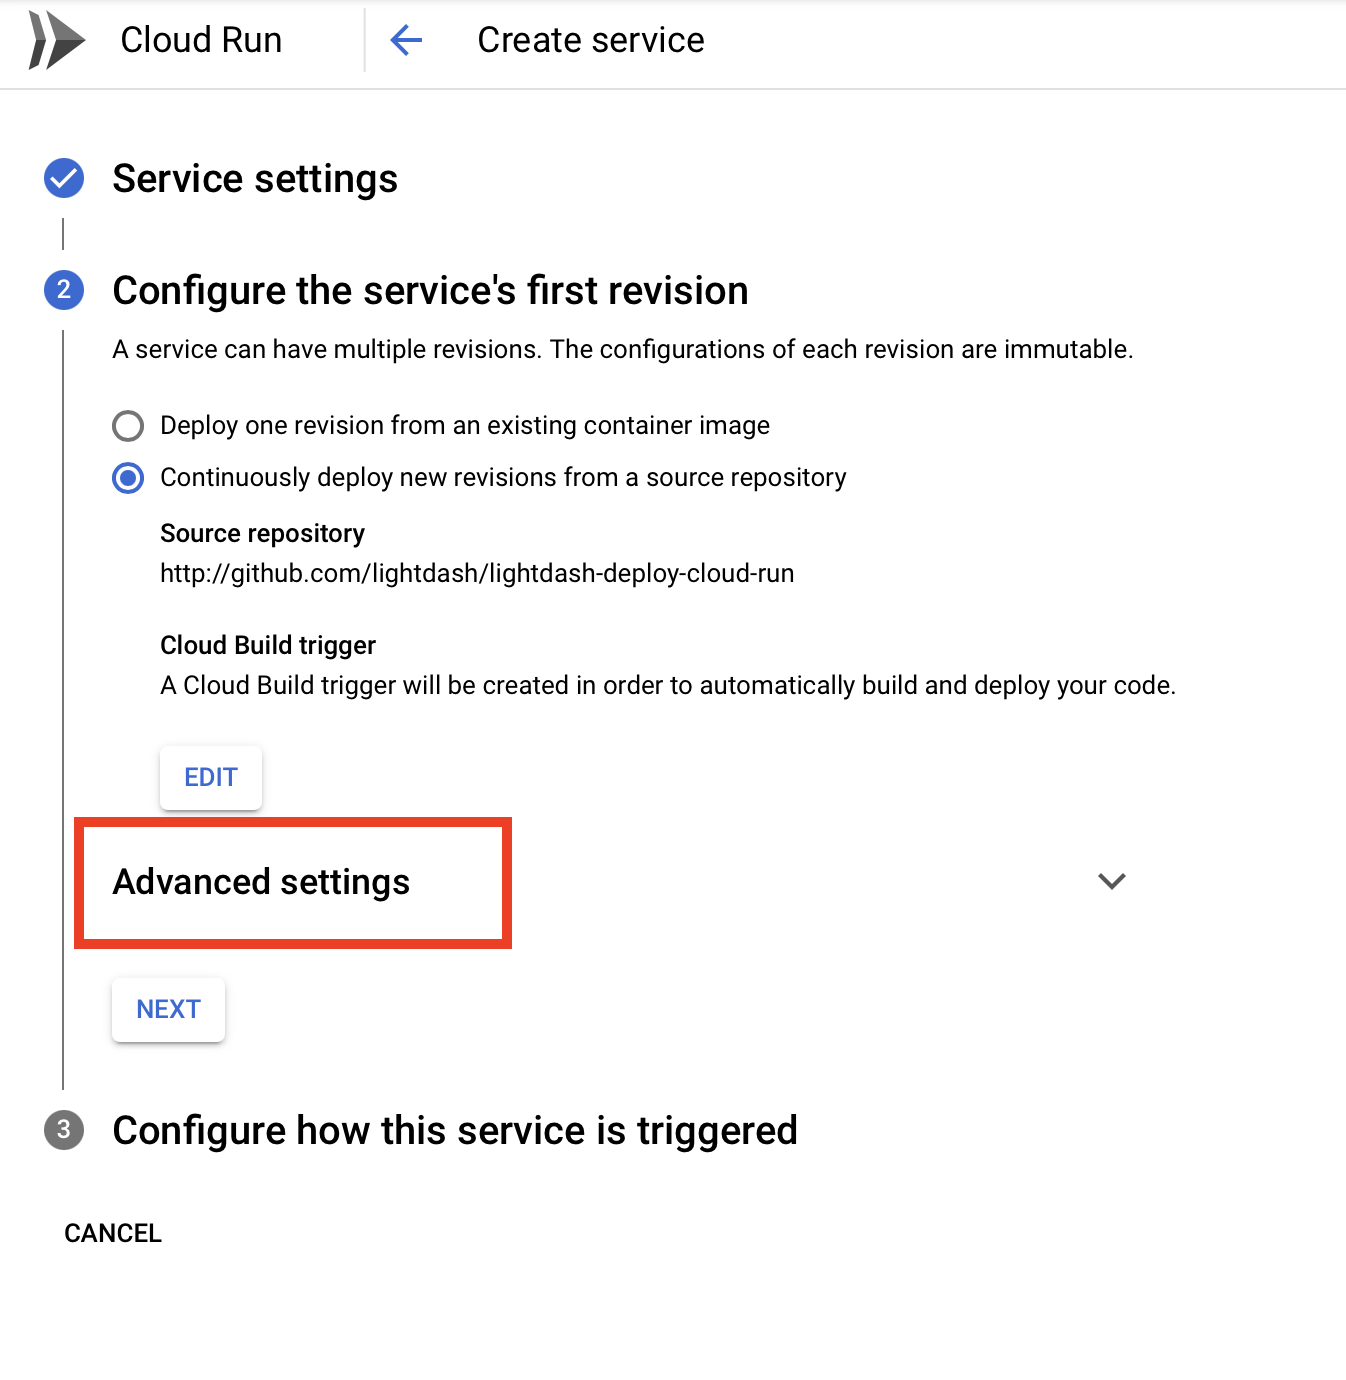 Cloud Run
Create service
Service settings
2
Configure the service's first revision
A service can have multiple revisions. The configurations of each revision are immutable.
Deploy one revision from an existing container image
Continuously deploy new revisions from a source repository
Source repository
http://github.com/lightdash/lightdash-deploy-cloud-run
Cloud Build trigger
A Cloud Build trigger will be created in order to automatically build and deploy your code.
EDIT
Advanced settings
NEXT
3
Configure how this service is triggered
CANCEL